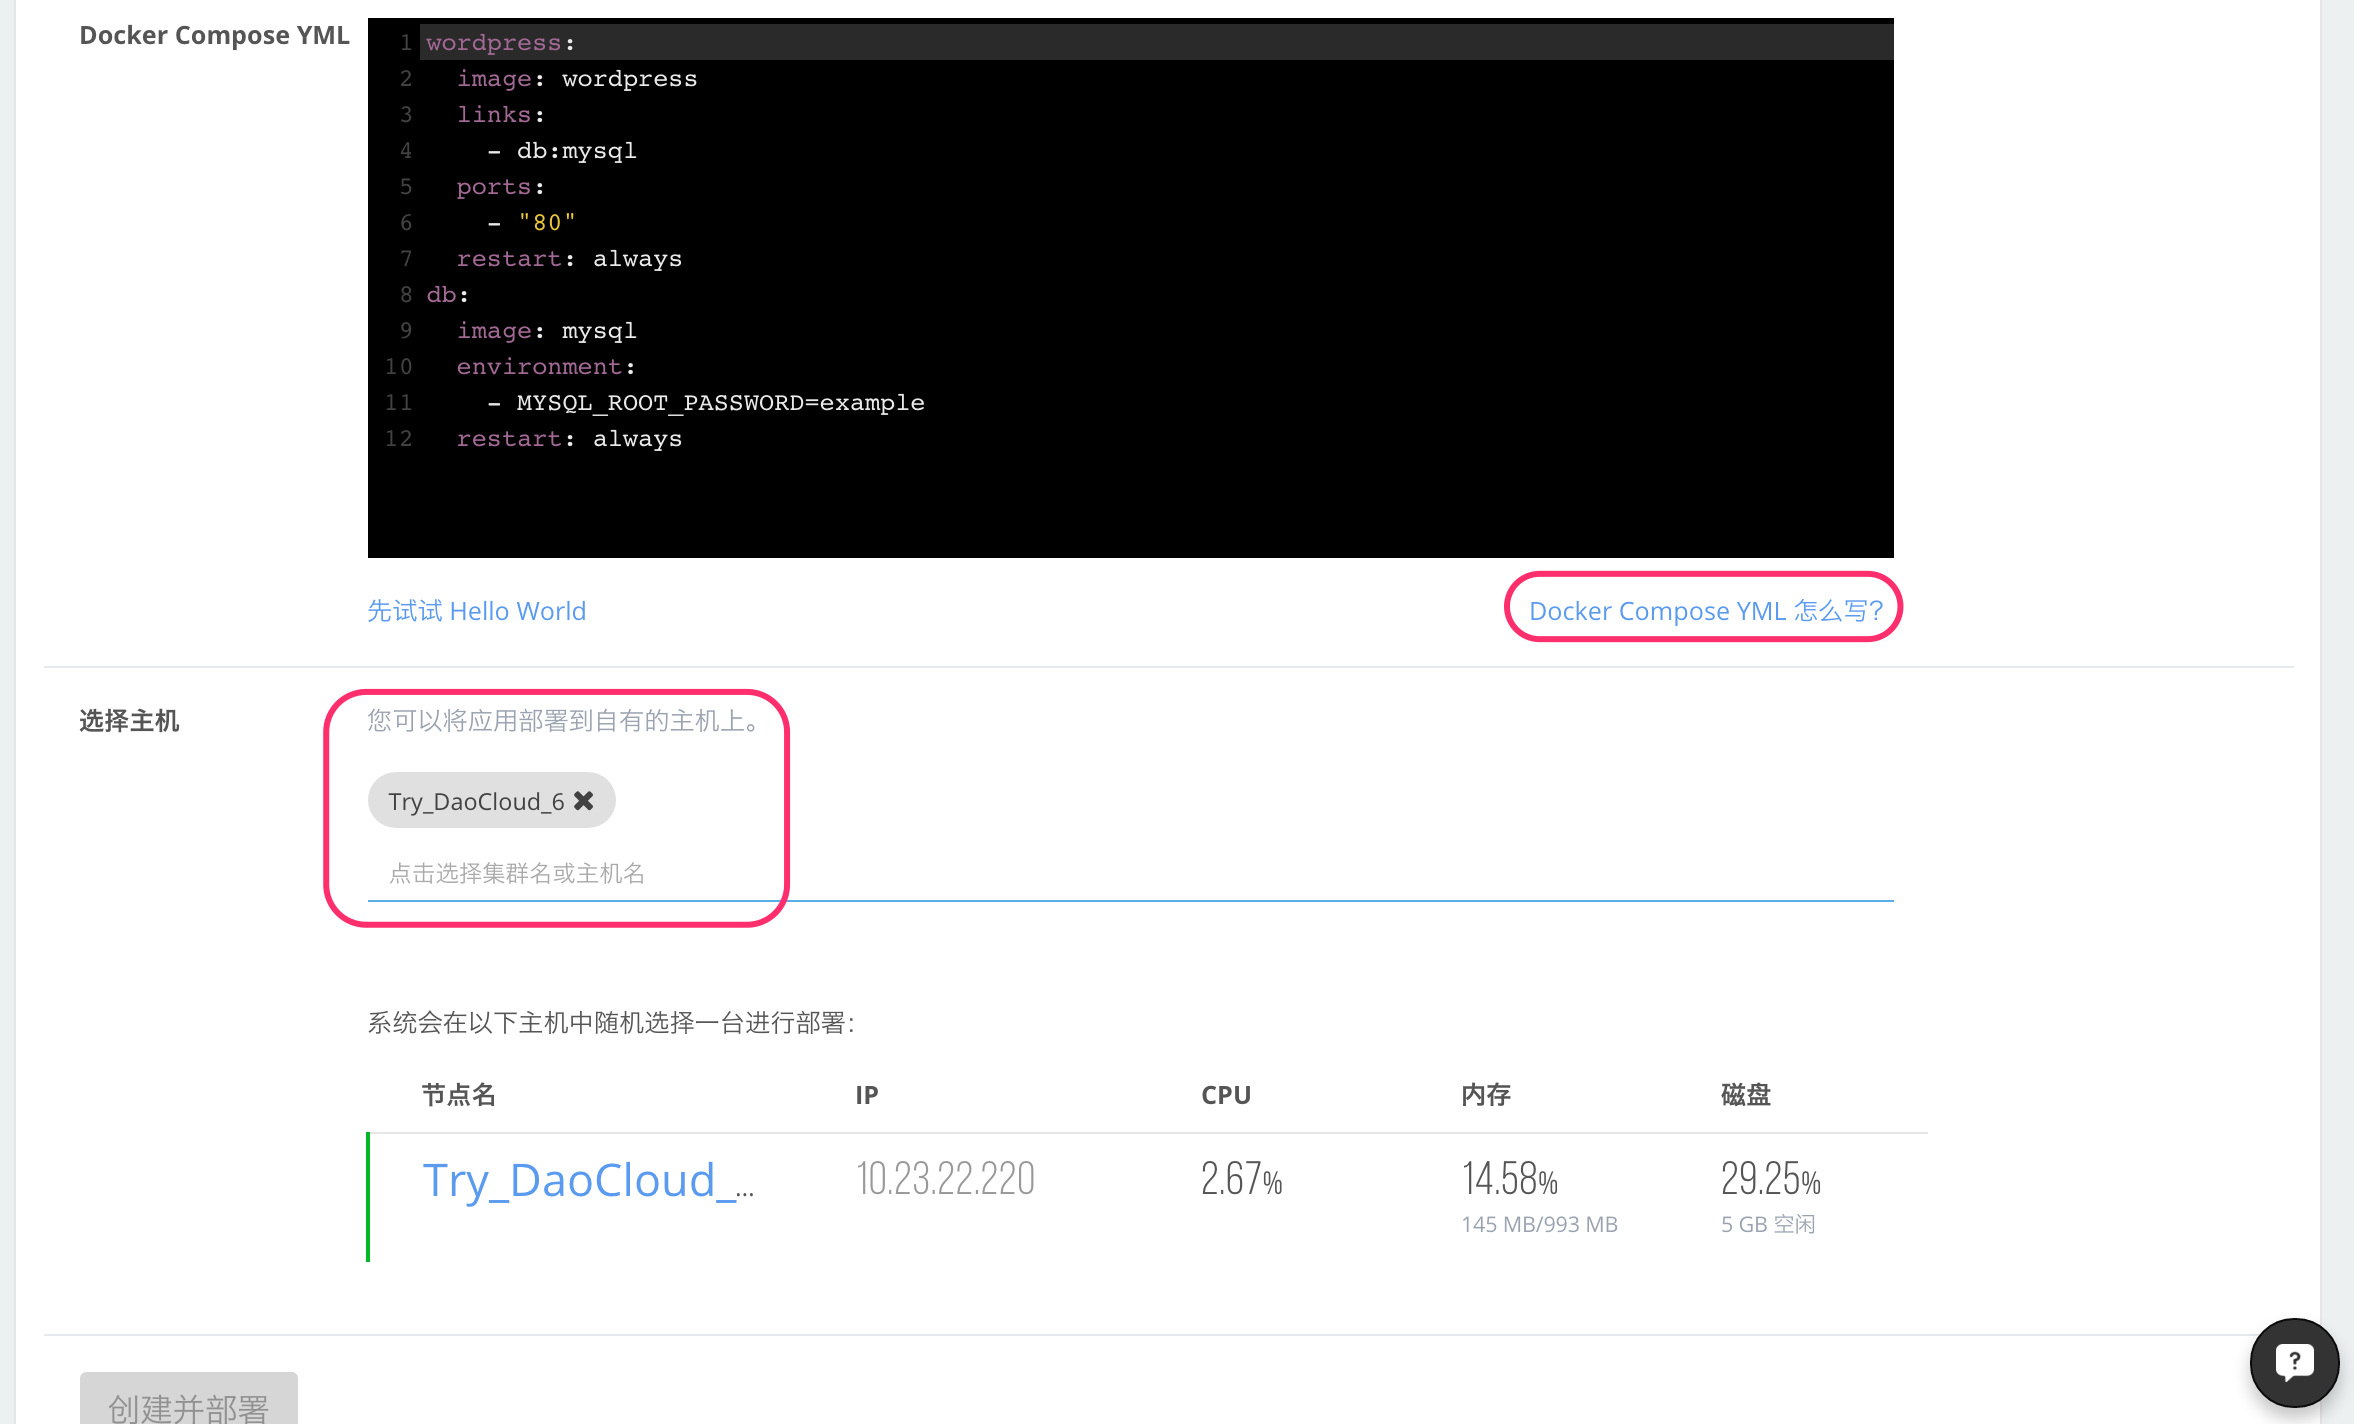 Docker Compose YML
1 wordpress:
2   image: wordpress
3   links:
4     - db:mysql
5   ports:
6     - "80"
7   restart: always
8 db:
9   image: mysql
10   environment:
11     - MYSQL_ROOT_PASSWORD=example
12   restart: always
先试试 Hello World
Docker Compose YML 怎么写?
选择主机
您可以将应用部署到自有的主机上。
Try_DaoCloud_6 ✖
点击选择集群名或主机名
系统会在以下主机中随机选择一台进行部署:
节点名 IP CPU 内存 磁盘
Try_DaoCloud_... 10.23.22.220 2.67% 14.58% 29.25%
145 MB/993 MB 5 GB 空闲
?
创建并部署